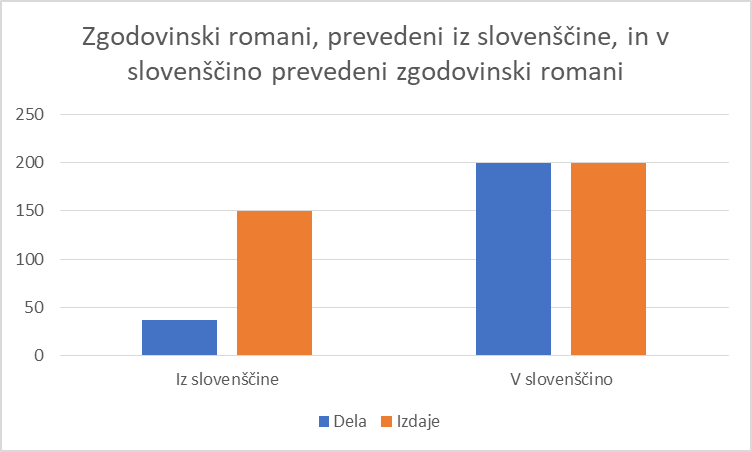 Zgodovinski romani, prevedeni iz slovenščine, in v
slovenščino prevedeni zgodovinski romani
250
200
150
100
50
0
Iz slovenščine
V slovenščino
Dela
Izdaje